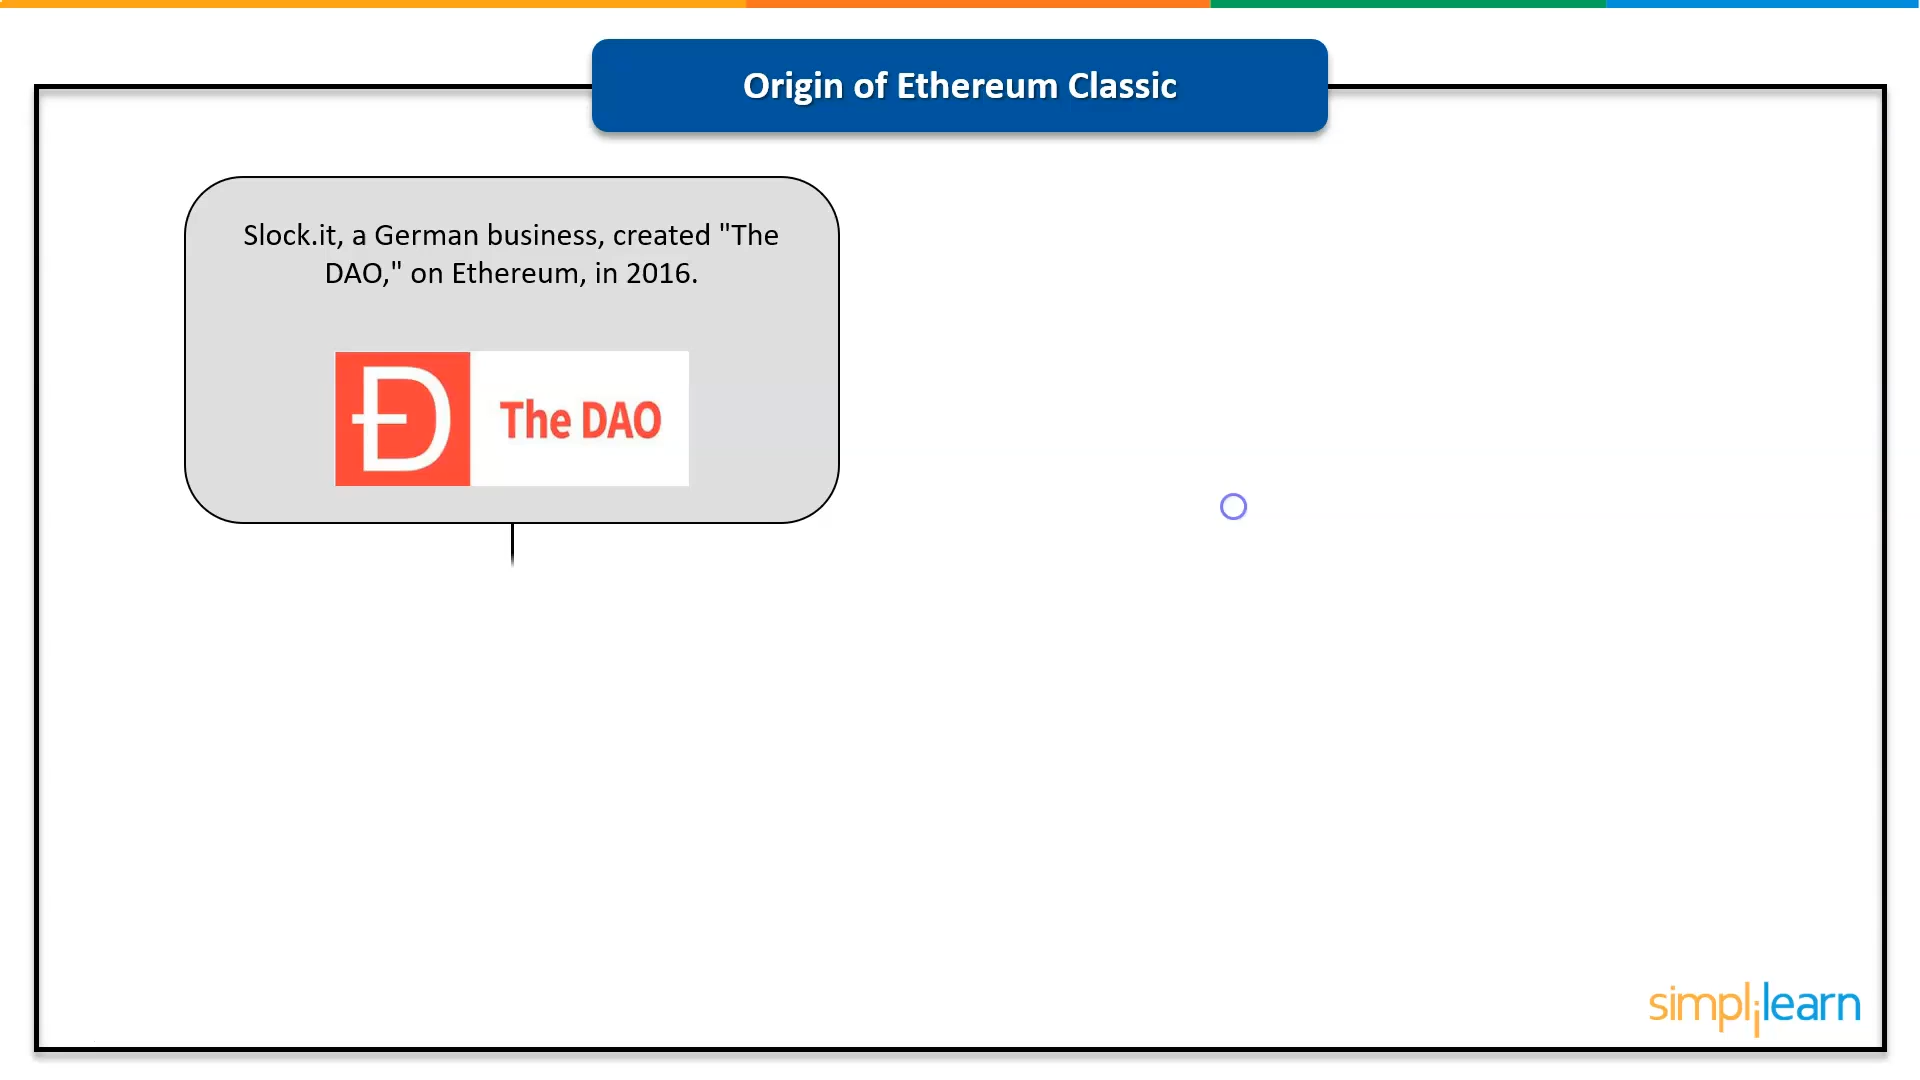 Origin of Ethereum Classic
Slock.it, a German business, created "The
DAO," on Ethereum, in 2016.
Ð The DAO
simplilearn